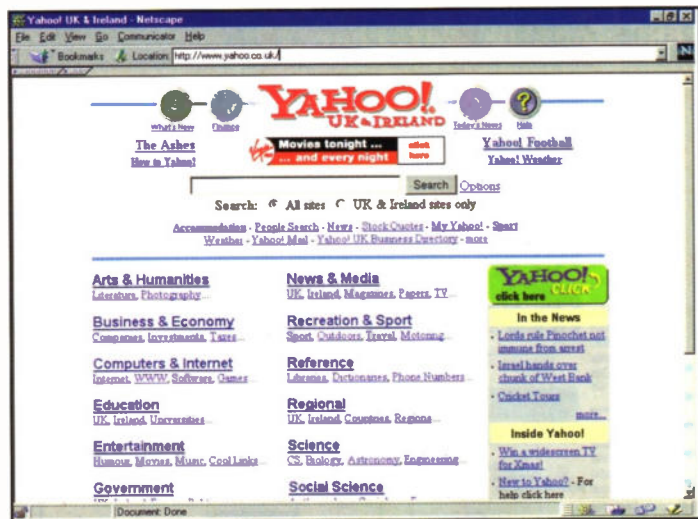 Yahoo! UK & Ireland - Netscape
File Edit View Go Communicator Help
Bookmarks Location: http://www.yahoo.co.uk/
What's New Finance YAHOO! UK & IRELAND Today's News Help
The Ashes
How to Yahoo!
Virgin Movies tonight ... ... and every night click here
Yahoo! Football
Yahoo! Weather
Search Options
Search: All sites UK & Ireland sites only
Accommodation - People Search - News - Stock Quotes - My Yahoo! - Sport
Weather - Yahoo! Mail - Yahoo! UK Business Directory - more
Arts & Humanities
Literature, Photography...
Business & Economy
Companies, Investments, Taxes...
Computers & Internet
Internet, WWW, Software, Games...
Education
UK, Ireland, Universities...
Entertainment
Humour, Movies, Music, Cool Links...
Government
News & Media
UK, Ireland, Magazines, Papers, TV...
Recreation & Sport
Sport, Outdoors, Travel, Motoring...
Reference
Libraries, Dictionaries, Phone Numbers...
Regional
UK, Ireland, Countries, Regions...
Science
CS, Biology, Astronomy, Engineering...
Social Science
YAHOO! CLICK
click here
In the News
Lords rule Pinochet not
immune from arrest
Israel hands over
chunk of West Bank
Cricket Tours
more...
Inside Yahoo!
Win a widescreen TV
for Xmas!
New to Yahoo? - For
help click here
Document: Done